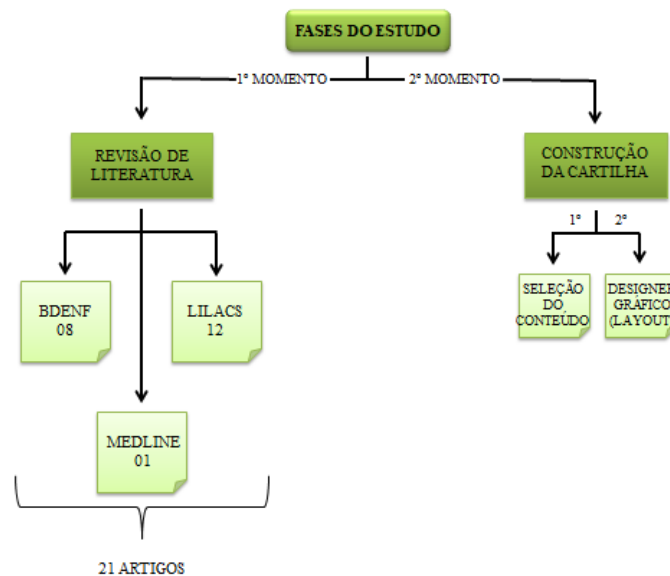 FASES DO ESTUDO
1º MOMENTO
2º MOMENTO
REVISÃO DE
LITERATURA
CONSTRUÇÃO
DA CARTILHA
1º
2º
BDENF
08
LILACS
12
SELEÇÃO
DO
CONTEÚDO
DESIGNER
GRÁFICO
(LAYOUT
MEDLINE
01
21 ARTIGOS